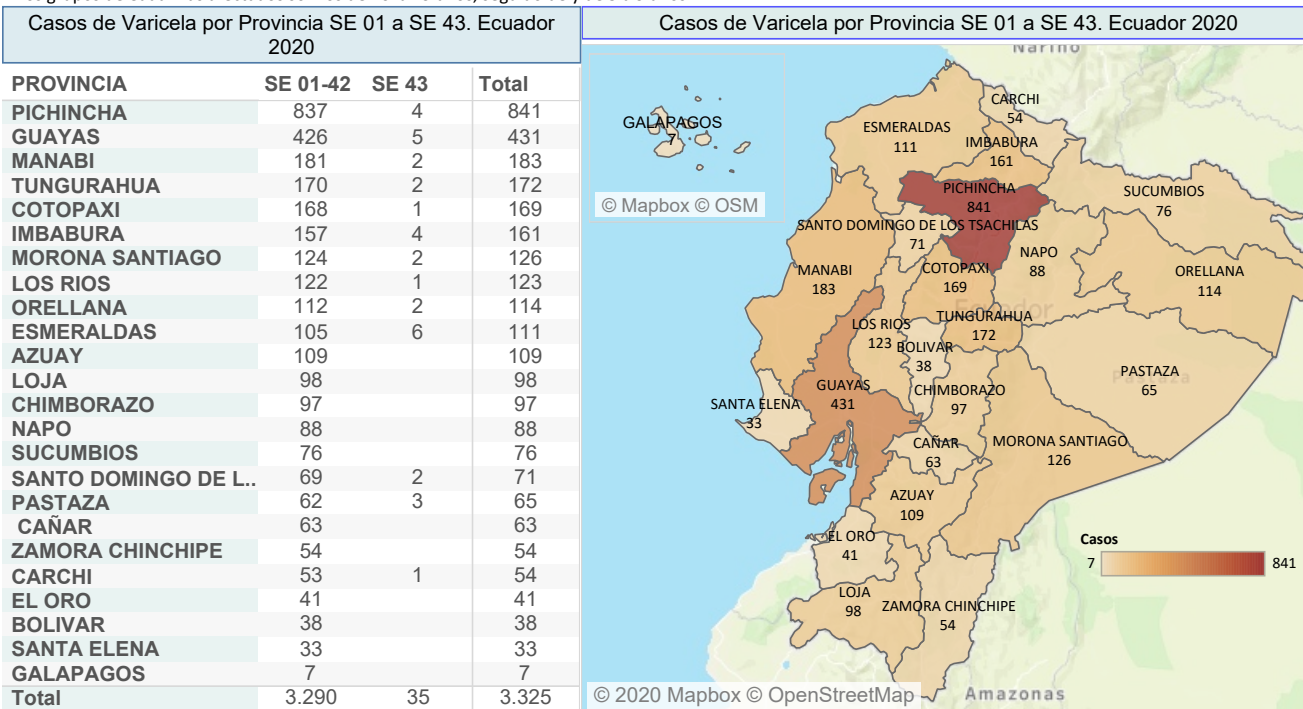 Casos de Varicela por Provincia SE 01 a SE 43. Ecuador
2020
PROVINCIA SE 01-42 SE 43 Total
PICHINCHA 837 4 841
GUAYAS 426 5 431
MANABI 181 2 183
TUNGURAHUA 170 2 172
COTOPAXI 168 1 169
IMBABURA 157 4 161
MORONA SANTIAGO 124 2 126
LOS RIOS 122 1 123
ORELLANA 112 2 114
ESMERALDAS 105 6 111
AZUAY 109 109
LOJA 98 98
CHIMBORAZO 97 97
NAPO 88 88
SUCUMBIOS 76 76
SANTO DOMINGO DE L.. 69 2 71
PASTAZA 62 3 65
CAÑAR 63 63
ZAMORA CHINCHIPE 54 54
CARCHI 53 1 54
EL ORO 41 41
BOLIVAR 38 38
SANTA ELENA 33 33
GALAPAGOS 7 7
Total 3.290 35 3.325
Casos de Varicela por Provincia SE 01 a SE 43. Ecuador 2020
Nariño
CARCHI
54
GALAPAGOS
7
ESMERALDAS
111
IMBABURA
161
© Mapbox © OSM
PICHINCHA
841
SUCUMBIOS
76
SANTO DOMINGO DE LOS TSACHILAS
71
NAPO
88
MANABI
183
COTOPAXI
169
ORELLANA
114
Ecuador
LOS RIOS
123
TUNGURAHUA
172
BOLIVAR
38
PASTAZA
65
Pastaza
GUAYAS
431
CHIMBORAZO
97
SANTA ELENA
33
CAÑAR
63
MORONA SANTIAGO
126
AZUAY
109
EL ORO
41
Casos
7 841
LOJA
98
ZAMORA CHINCHIPE
54
© 2020 Mapbox © OpenStreetMap
Amazonas